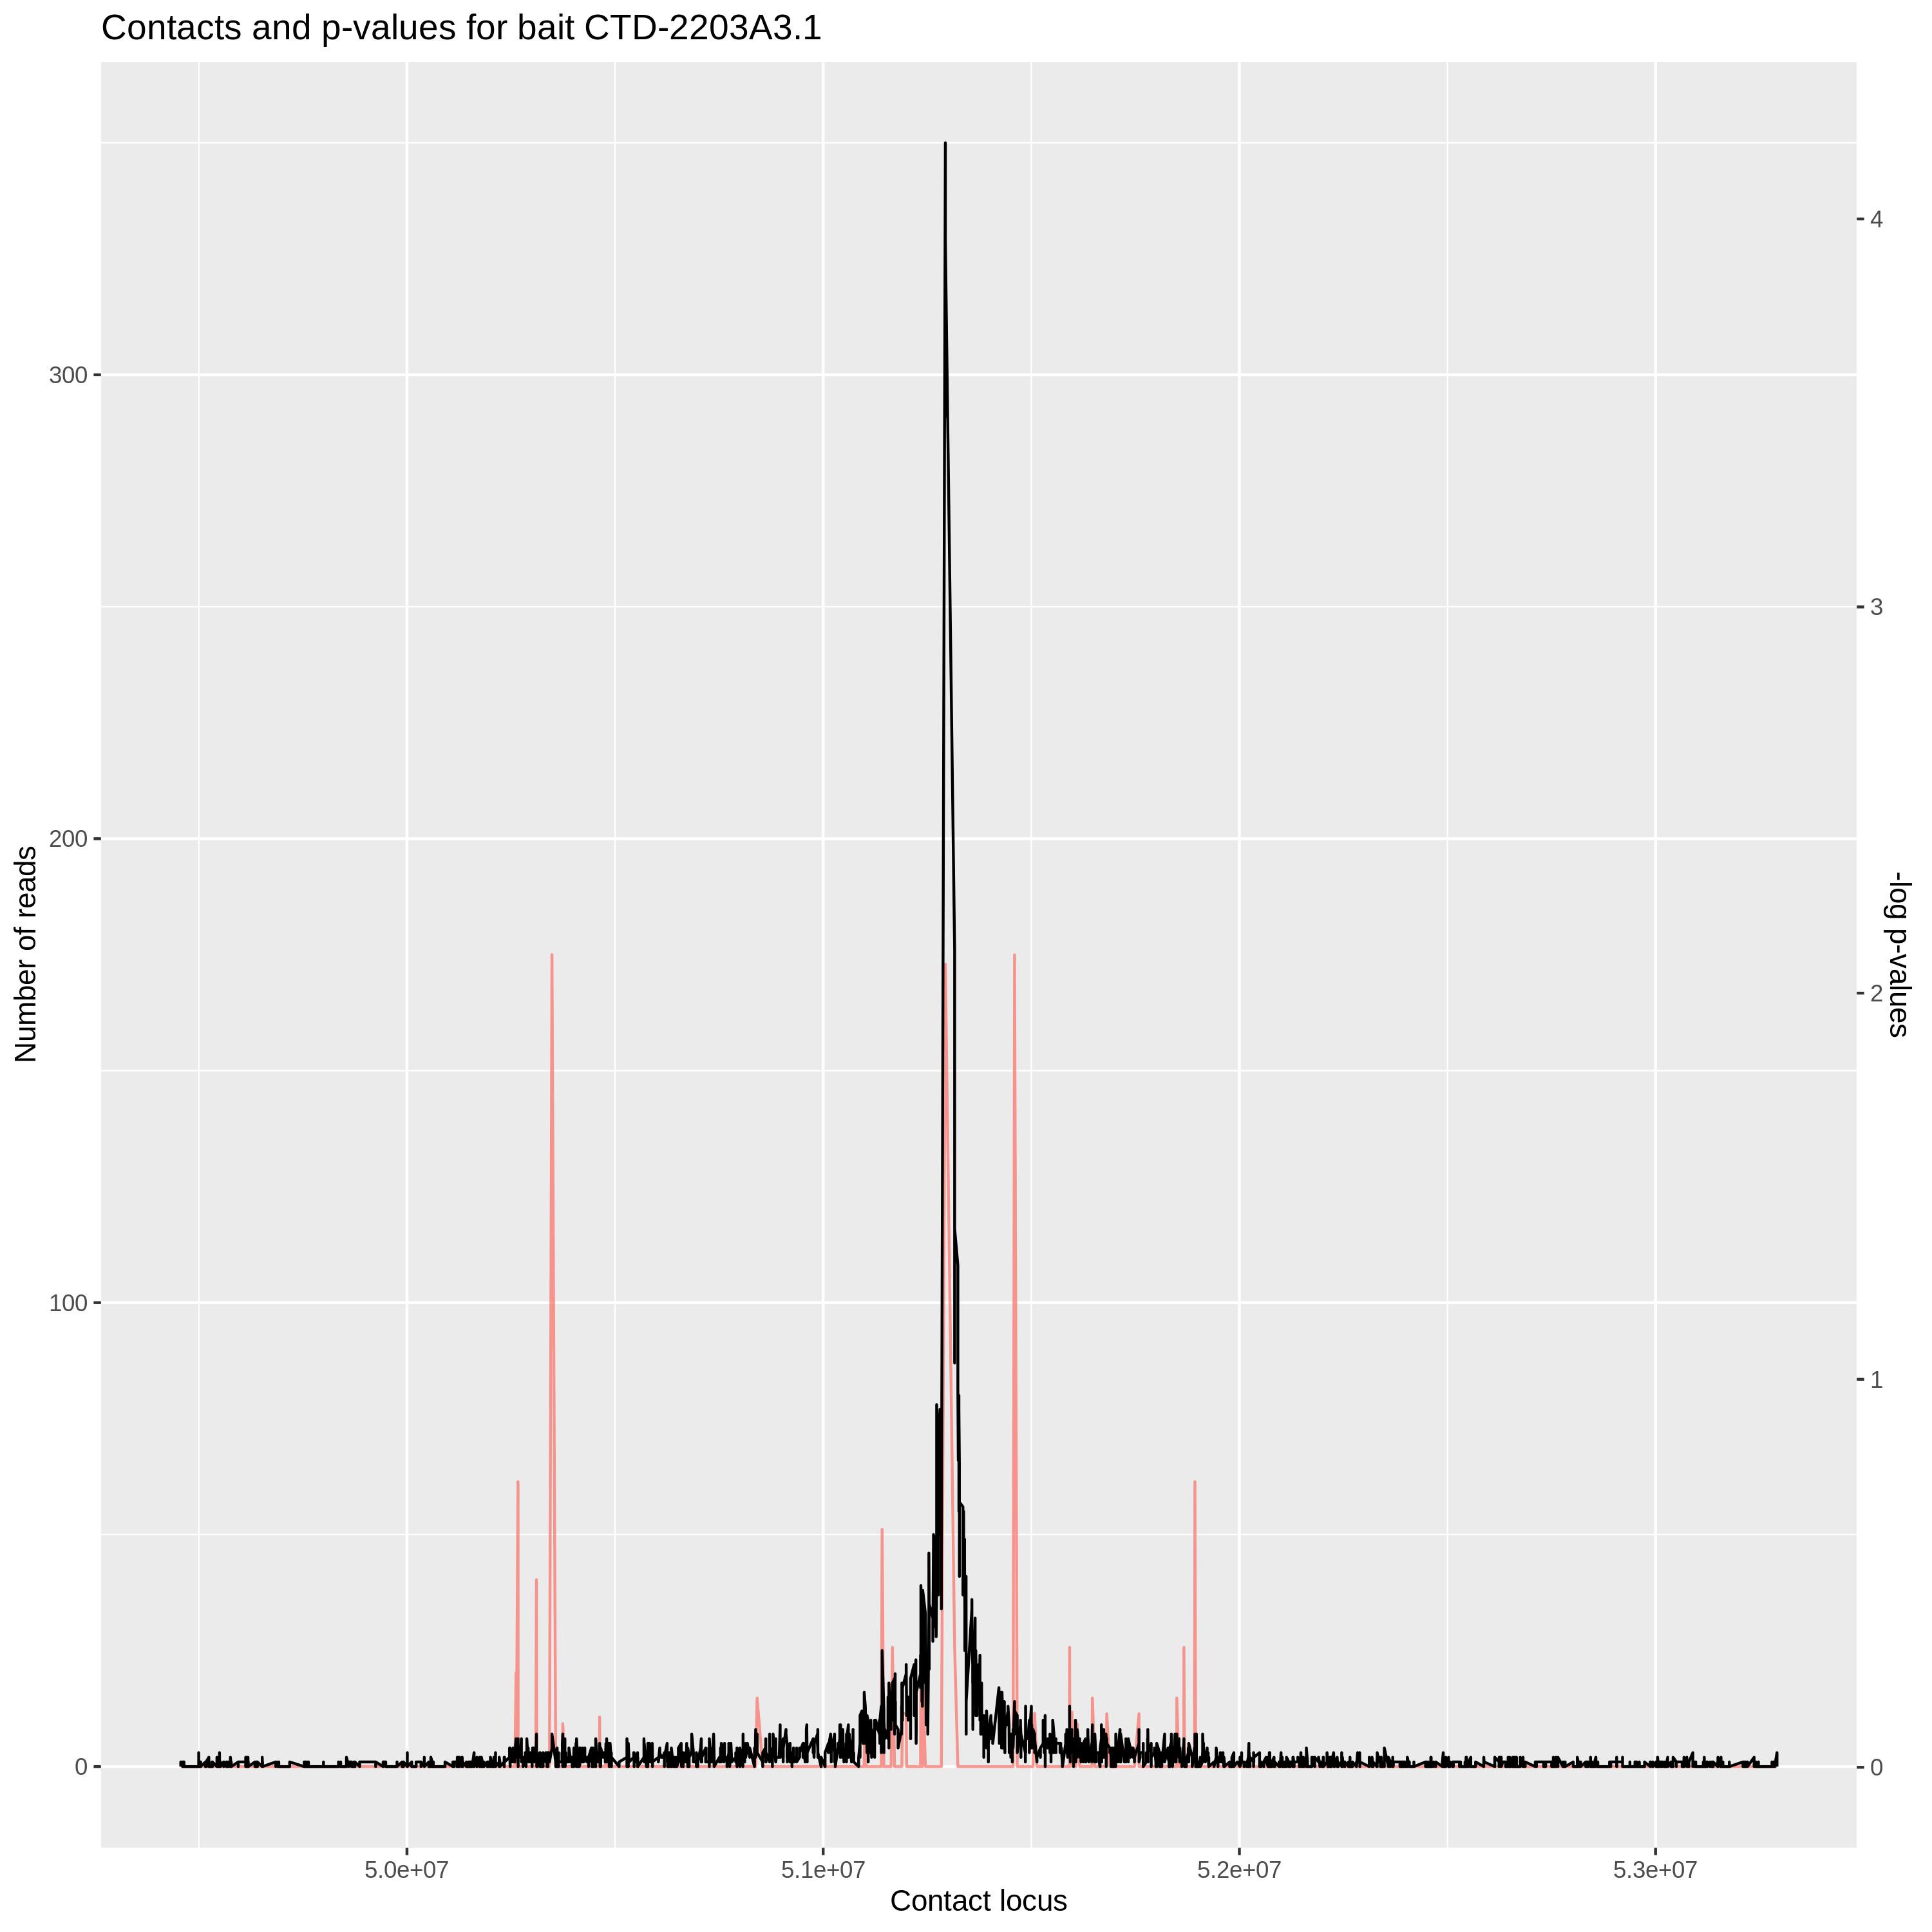 Contacts and p-values for bait CTD-2203A3.1
300
200
100
0
Number of reads
4
3
2
1
0
-log p-values
5.0e+07
5.1e+07
5.2e+07
5.3e+07
Contact locus